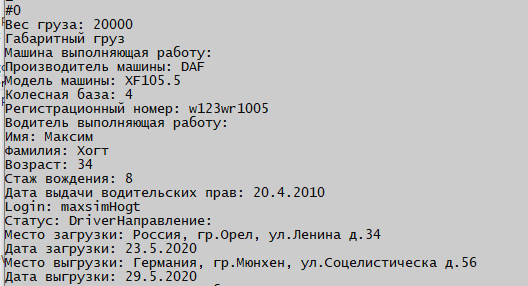 #0
Вес груза: 20000
Габаритный груз
Машина выполняющая работу:
Производитель машины: DAF
Модель машины: XF105.5
Колесная база: 4
Регистрационный номер: w123wr1005
Водитель выполняющая работу:
Имя: Максим
Фамилия: Хогт
Возраст: 34
Стаж вождения: 8
Дата выдачи водительских прав: 20.4.2010
Login: maxsimHogt
Статус: DriverНаправление:
Место загрузки: Россия, гр.Орел, ул.Ленина д.34
Дата загрузки: 23.5.2020
Место выгрузки: Германия, гр.Мюнхен, ул.Соцелистическа д.56
Дата выгрузки: 29.5.2020